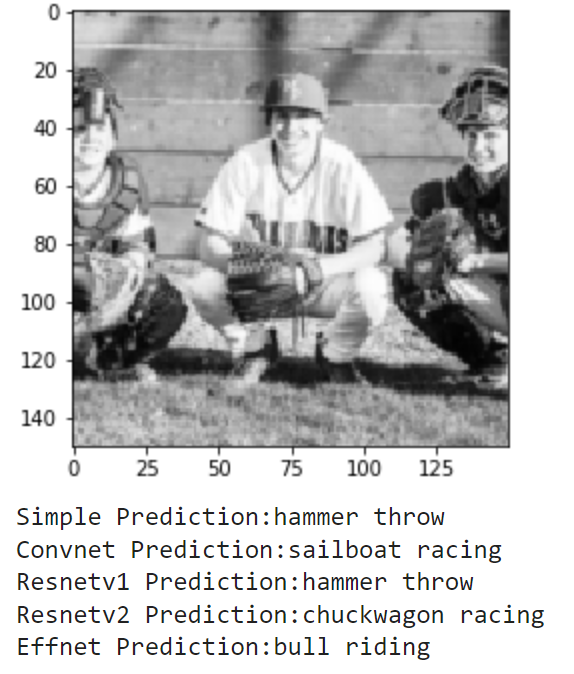 0
20
40
60
80
100
120
140
0 25 50 75 100 125
Simple Prediction:hammer throw
Convnet Prediction:sailboat racing
Resnetv1 Prediction:hammer throw
Resnetv2 Prediction:chuckwagon racing
Effnet Prediction:bull riding